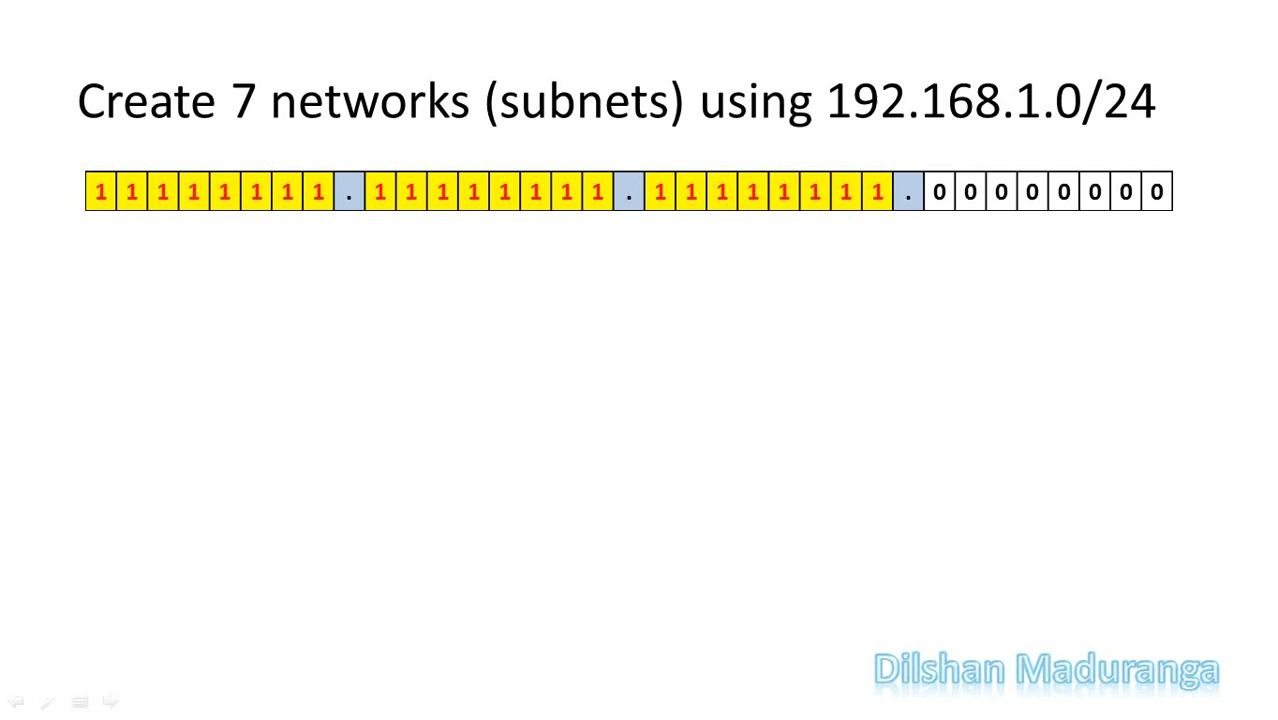 Create 7 networks (subnets) using 192.168.1.0/24
1 1 1 1 1 1 1 1 . 1 1 1 1 1 1 1 1 . 1 1 1 1 1 1 1 1 . 0 0 0 0 0 0 0 0
Dilshan Maduranga